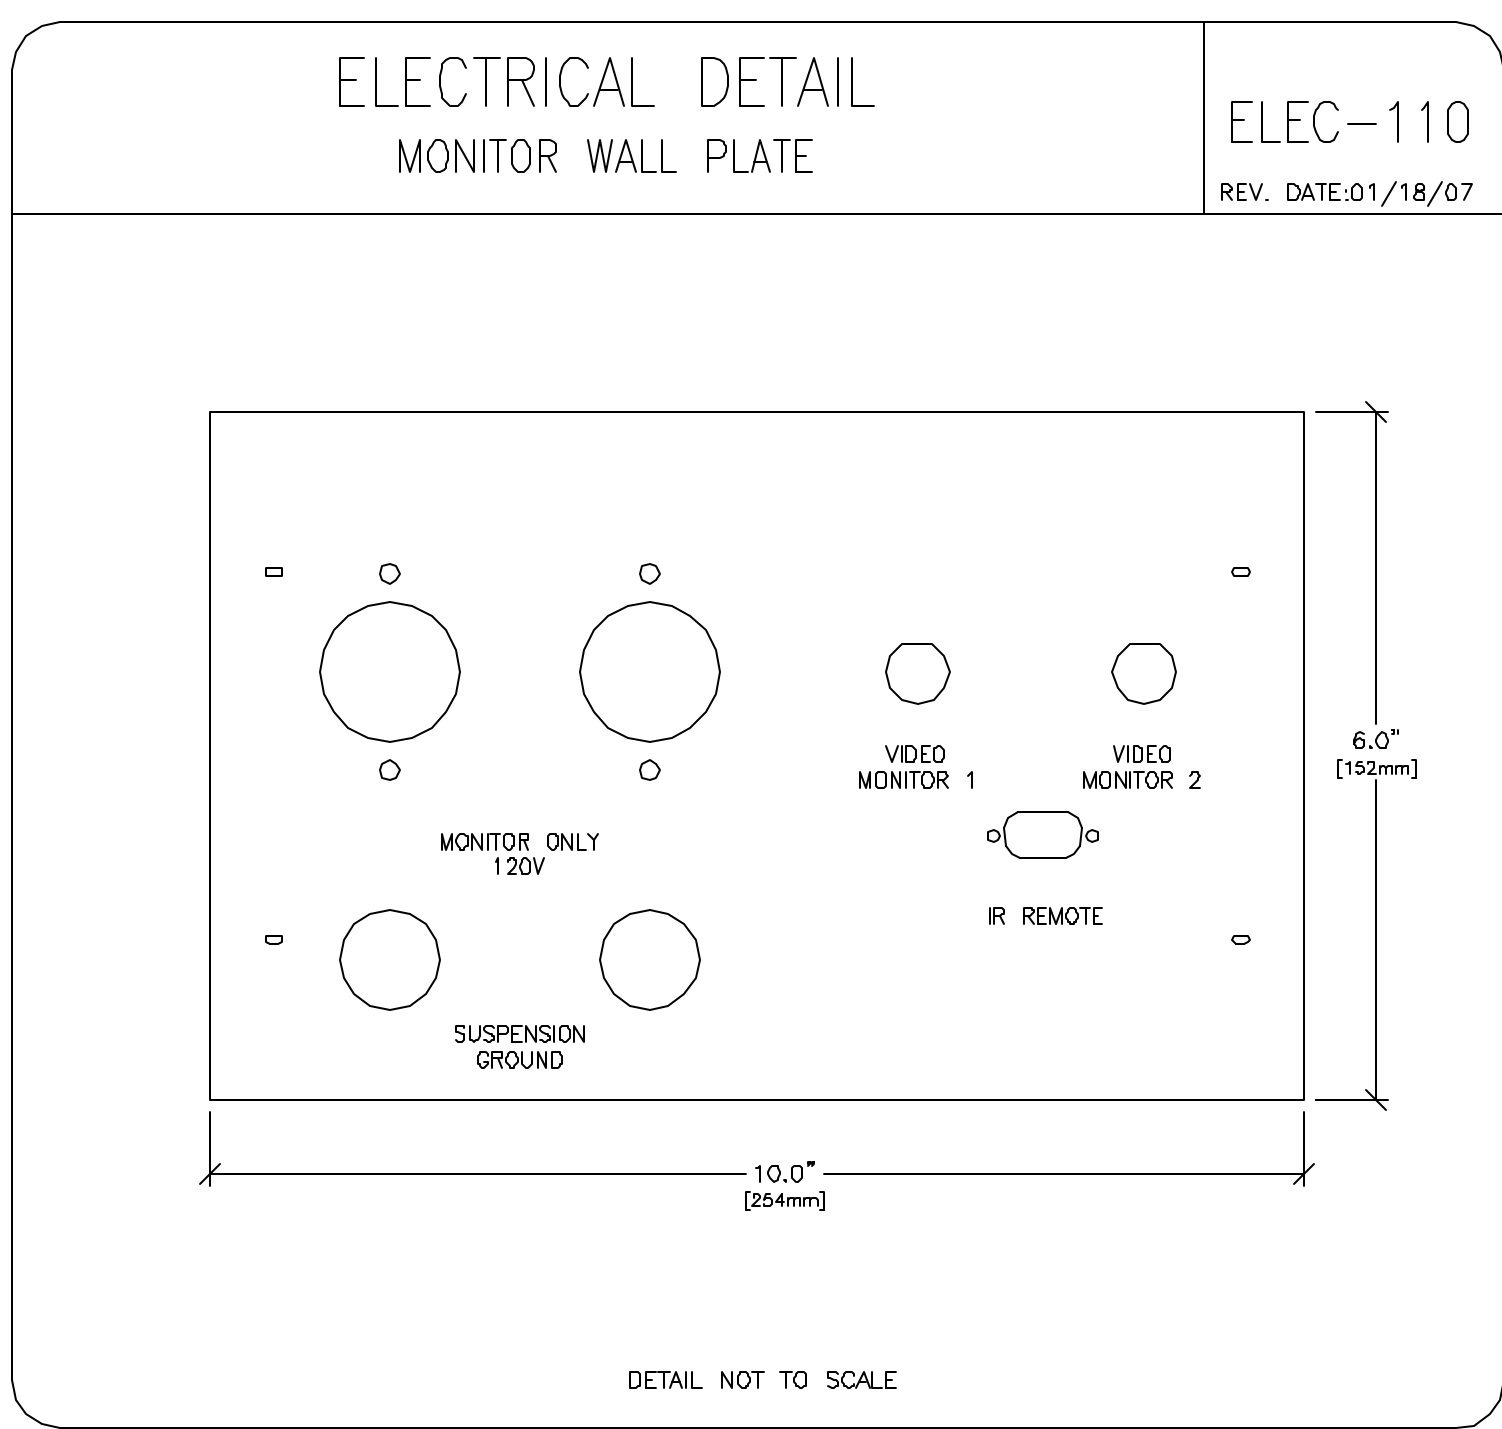 ELECTRICAL DETAIL
MONITOR WALL PLATE
ELEC-110
REV. DATE:01/18/07
VIDEO
MONITOR 1
VIDEO
MONITOR 2
6.0"
[152mm]
MONITOR ONLY
120V
IR REMOTE
SUSPENSION
GROUND
10.0"
[254mm]
DETAIL NOT TO SCALE